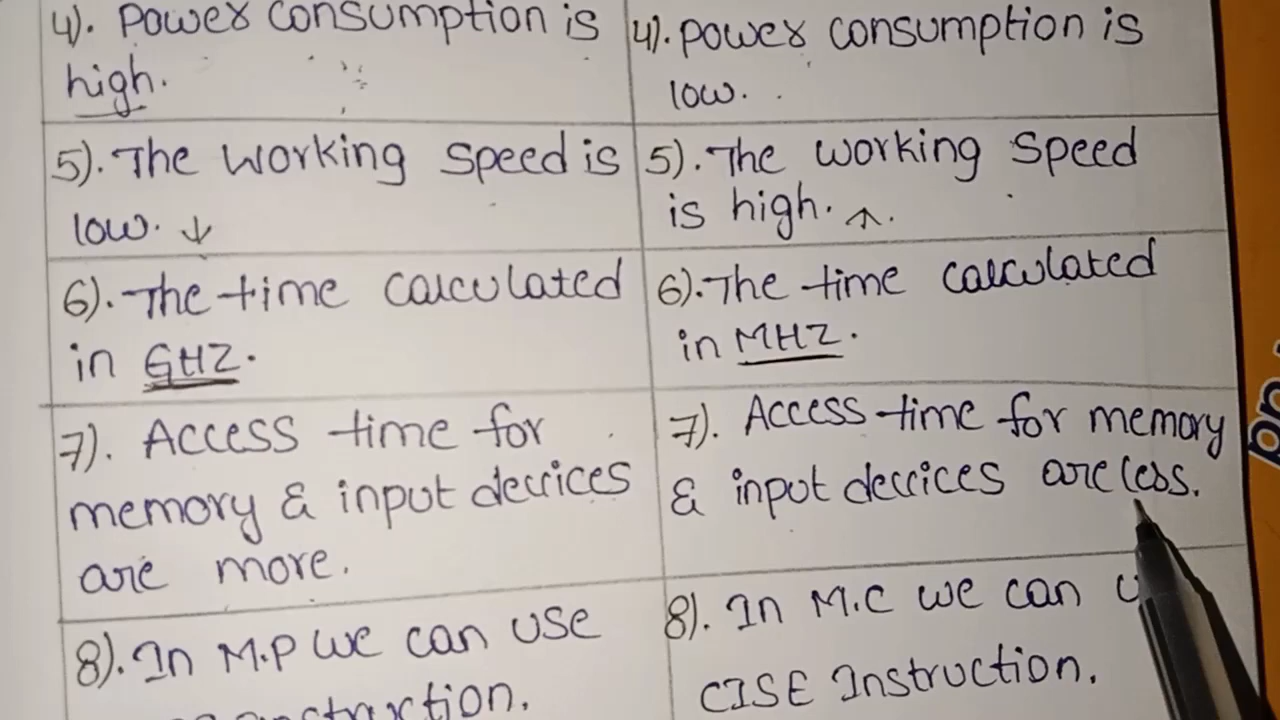 4). Power consumption is
high.
5). The working speed is
low. ↓
6). The time calculated
in GHZ.
7). Access time for
memory & input devices
are more.
8). In M.P we can use
instruction.
4). power consumption is
low.
5). The working speed
is high. ↑.
6). The time calculated
in MHZ.
7). Access time for memory
& input devices are less.
8). In M.C we can
CISE Instruction.